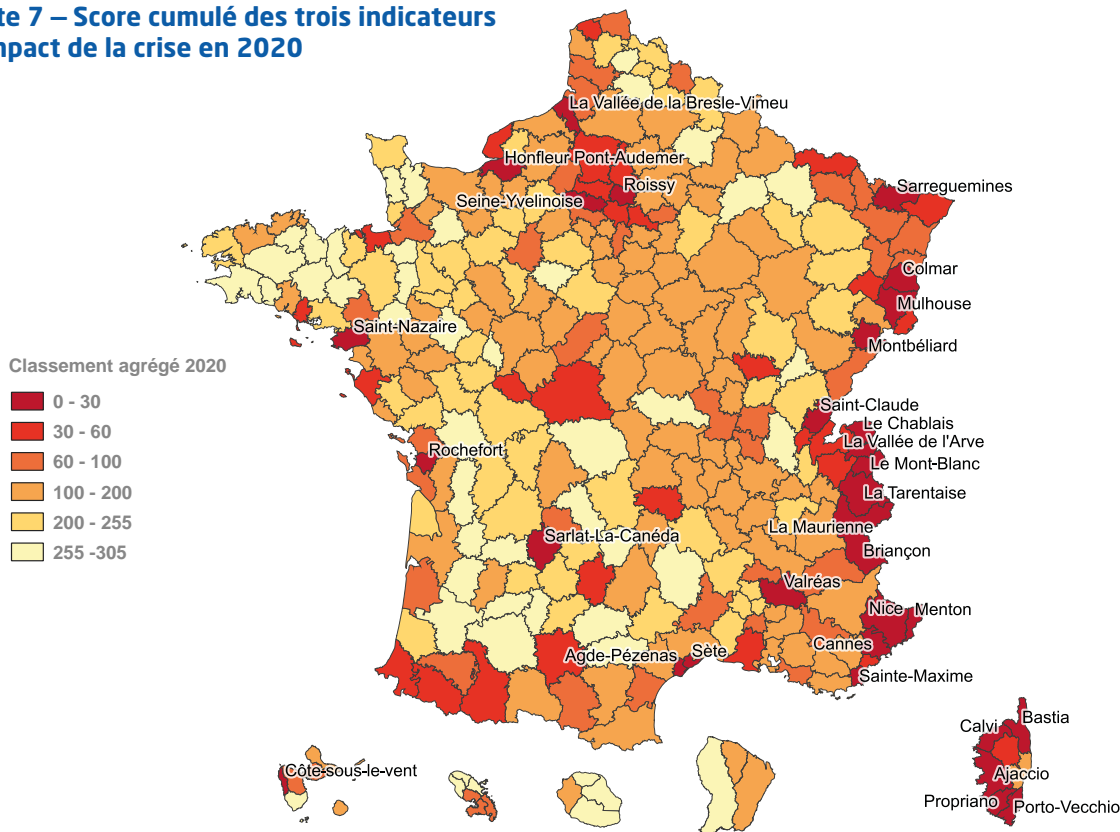 te 7 – Score cumulé des trois indicateurs
mpact de la crise en 2020
La Vallée de la Bresle-Vimeu
Honfleur Pont-Audemer
Roissy
Seine-Yvelinoise
Sarreguemines
Colmar
Mulhouse
Saint-Nazaire
Montbéliard
Classement agrégé 2020
0 - 30
30 - 60
60 - 100
100 - 200
200 - 255
255 -305
Saint-Claude
Le Chablais
La Vallée de l'Arve
Rochefort
Le Mont-Blanc
La Tarentaise
La Maurienne
Sarlat-La-Canéda
Briançon
Valréas
Nice
Menton
Cannes
Agde-Pézenas
Sète
Sainte-Maxime
Bastia
Calvi
Côte-sous-le-vent
Ajaccio
Propriano
Porto-Vecchio